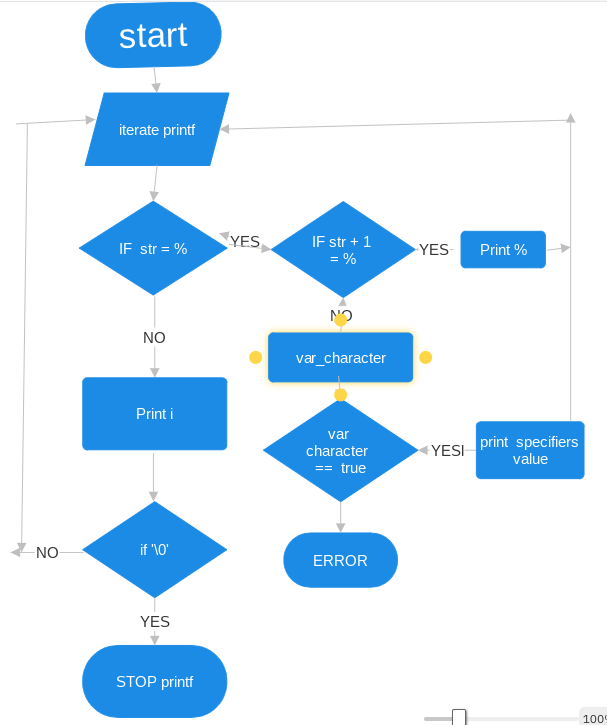 start
iterate printf
IF  str = %
YES
IF str + 1
= %
YES
Print %
NO
NO
var_character
Print i
var
character
==  true
YESI
print  specifiers
value
if '\0'
NO
ERROR
YES
STOP printf
100%